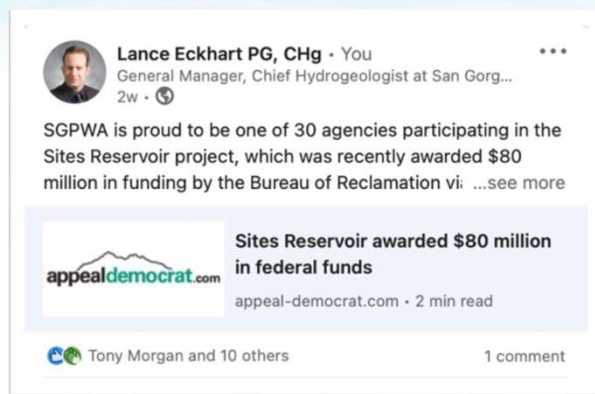 Lance Eckhart PG, CHg • You
General Manager, Chief Hydrogeologist at San Gorg...
2w •
SGPWA is proud to be one of 30 agencies participating in the
Sites Reservoir project, which was recently awarded $80
million in funding by the Bureau of Reclamation vi ...see more
appealdemocrat.com
Sites Reservoir awarded $80 million
in federal funds
appeal-democrat.com • 2 min read
Tony Morgan and 10 others
1 comment